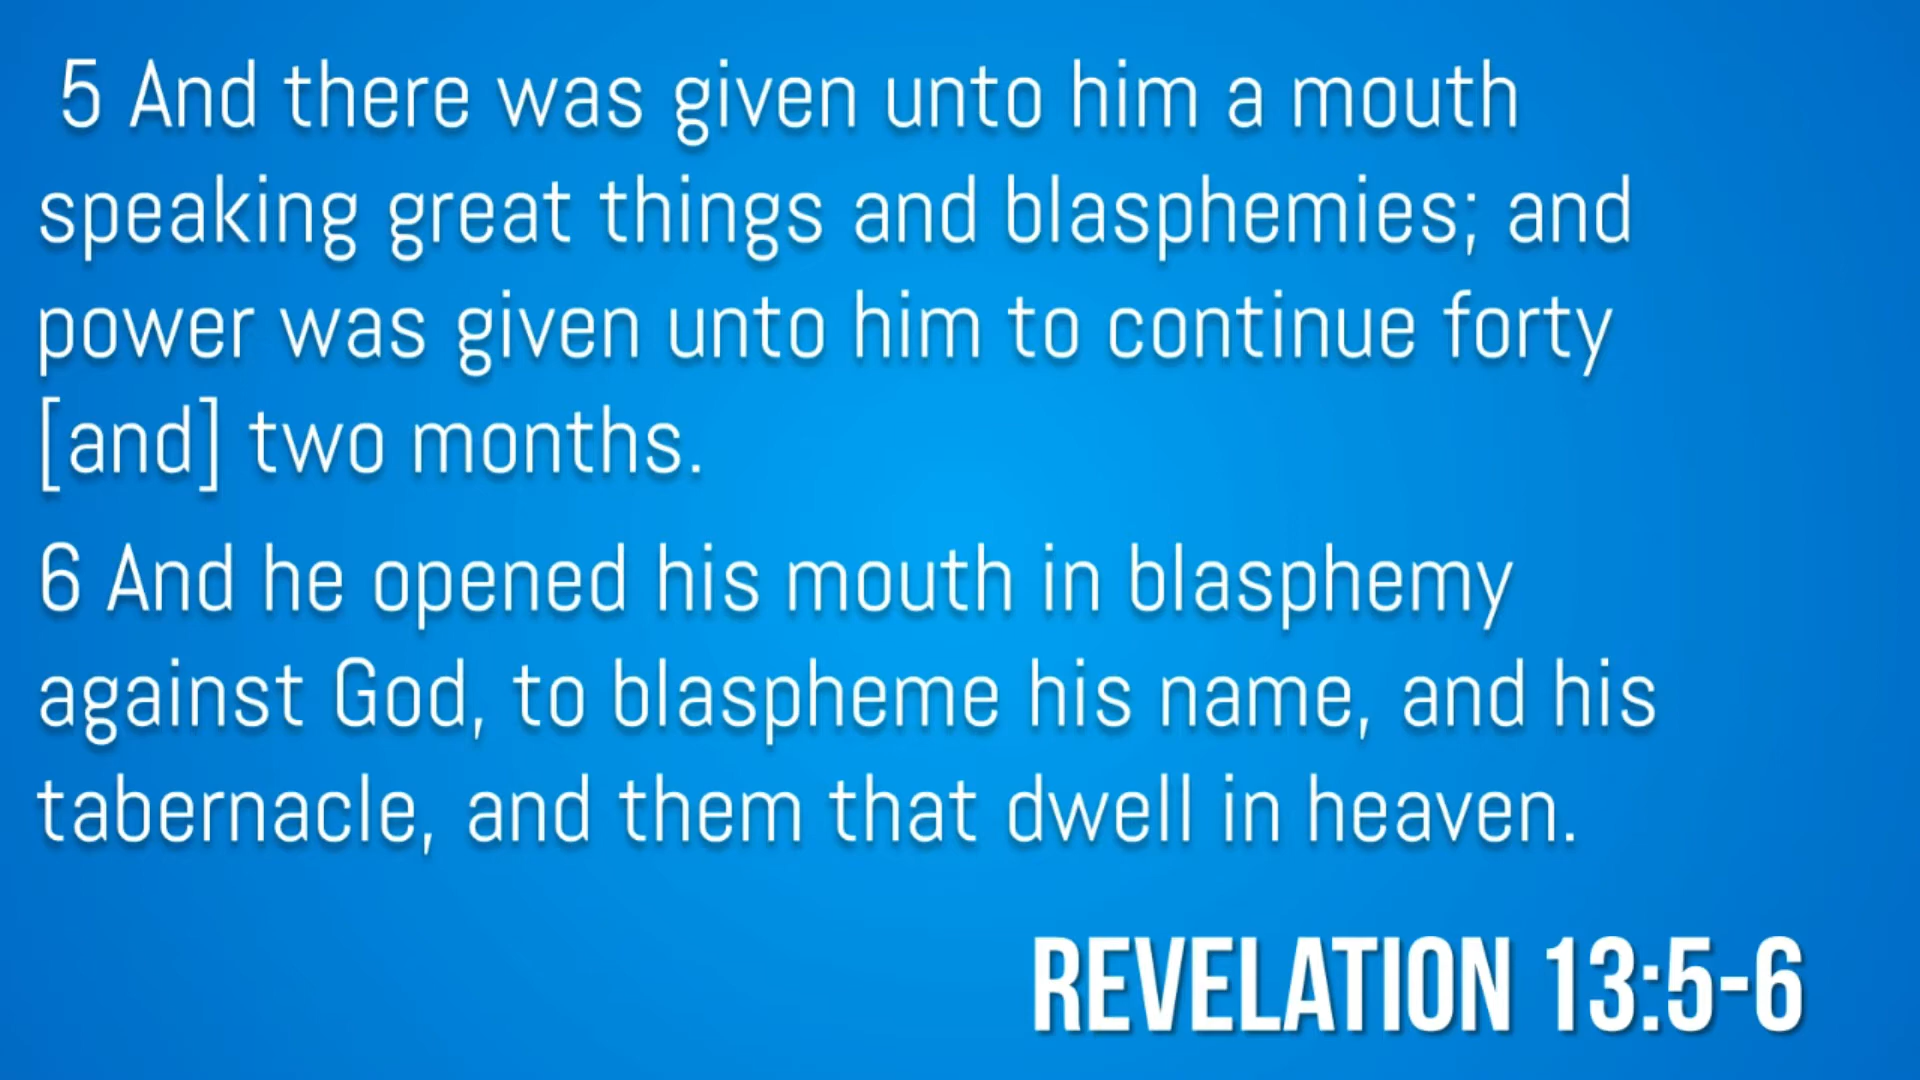 5 And there was given unto him a mouth
speaking great things and blasphemies; and
power was given unto him to continue forty
[and] two months.
6 And he opened his mouth in blasphemy
against God, to blaspheme his name, and his
tabernacle, and them that dwell in heaven.
REVELATION 13:5-6